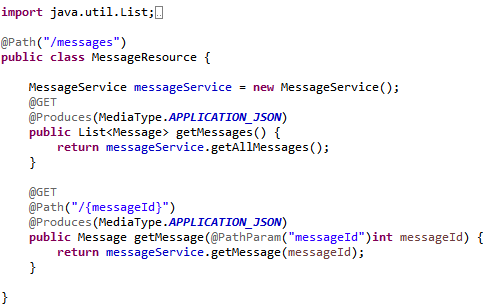 import java.util.List;

@Path("/messages")
public class MessageResource {

    MessageService messageService = new MessageService();
    @GET
    @Produces(MediaType.APPLICATION_JSON)
    public List<Message> getMessages() {
        return messageService.getAllMessages();
    }

    @GET
    @Path("/{messageId}")
    @Produces(MediaType.APPLICATION_JSON)
    public Message getMessage(@PathParam("messageId")int messageId) {
        return messageService.getMessage(messageId);
    }

}